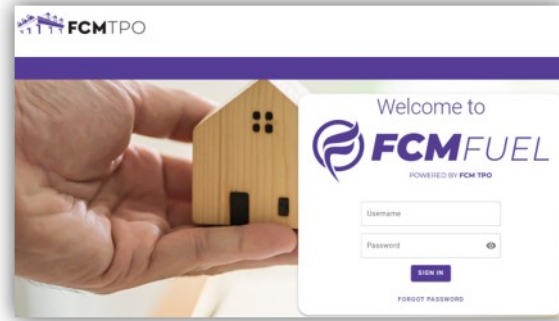 FCMTPO
Welcome to
FCMFUEL
POWERED BY FCM TPO
Username
Password
SIGN IN
FORGOT PASSWORD